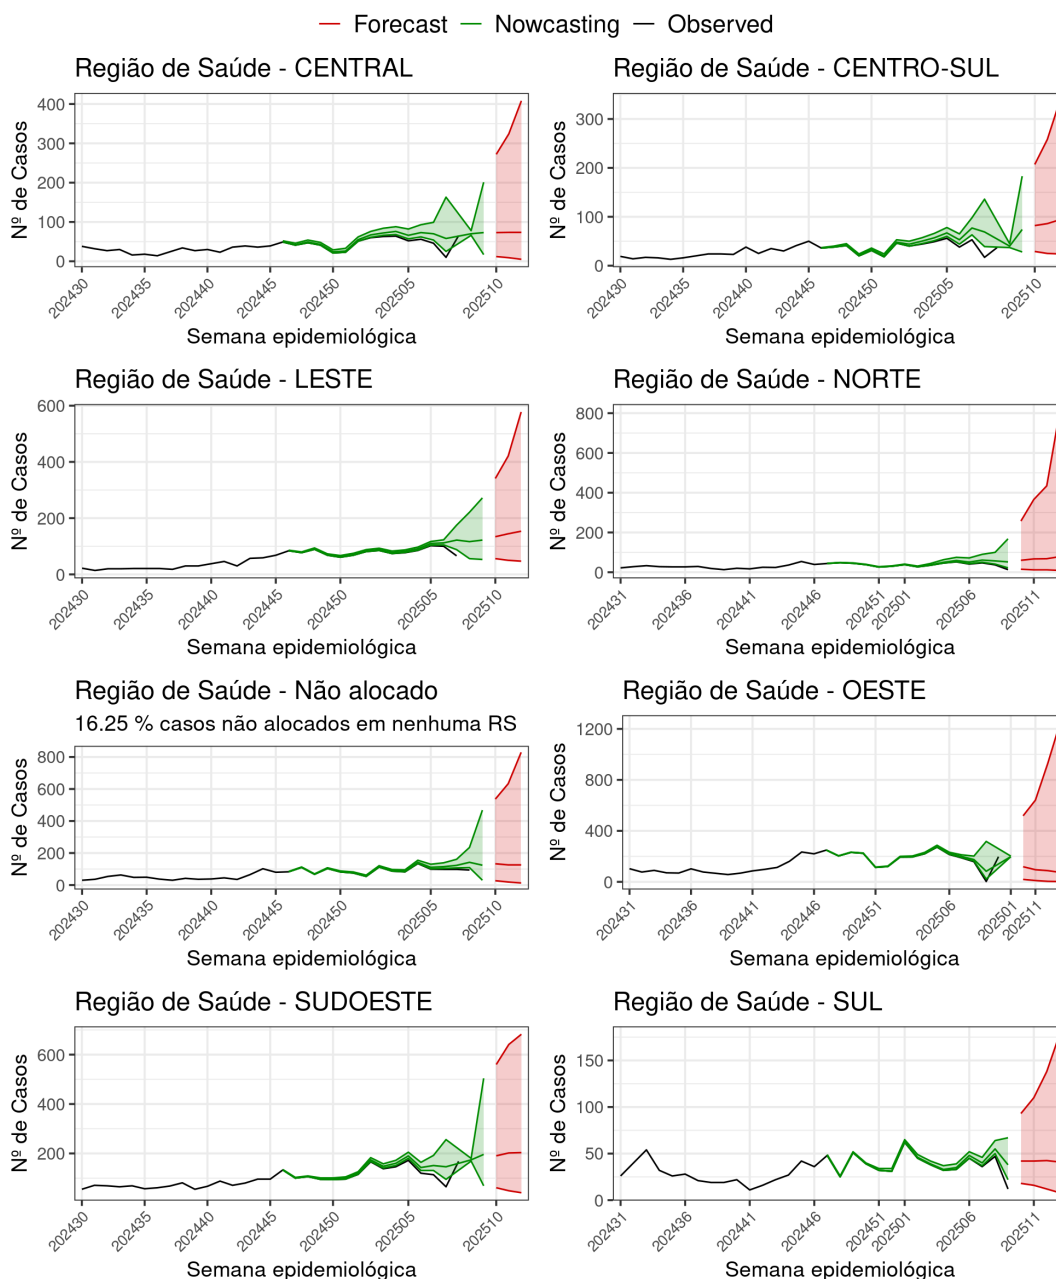 Forecast Nowcasting Observed
Região de Saúde - CENTRAL
Nº de Casos
400
300
200
100
0
202430 202435 202440 202445 202450 202505 202510
Semana epidemiológica
Região de Saúde - CENTRO-SUL
Nº de Casos
300
200
100
0
202430 202435 202440 202445 202450 202505 202510
Semana epidemiológica
Região de Saúde - LESTE
Nº de Casos
600
400
200
0
202430 202435 202440 202445 202450 202505 202510
Semana epidemiológica
Região de Saúde - NORTE
Nº de Casos
800
600
400
200
0
202431 202436 202441 202446 202451 202501 202506 202511
Semana epidemiológica
Região de Saúde - Não alocado
16.25 % casos não alocados em nenhuma RS
Nº de Casos
800
600
400
200
0
202430 202435 202440 202445 202450 202505 202510
Semana epidemiológica
Região de Saúde - OESTE
Nº de Casos
1200
800
400
0
202431 202436 202441 202446 202451 202506 202501 202511
Semana epidemiológica
Região de Saúde - SUDOESTE
Nº de Casos
600
400
200
202430 202435 202440 202445 202450 202505 202510
Semana epidemiológica
Região de Saúde - SUL
Nº de Casos
150
100
50
0
202431 202436 202441 202446 202451 202501 202506 202511
Semana epidemiológica